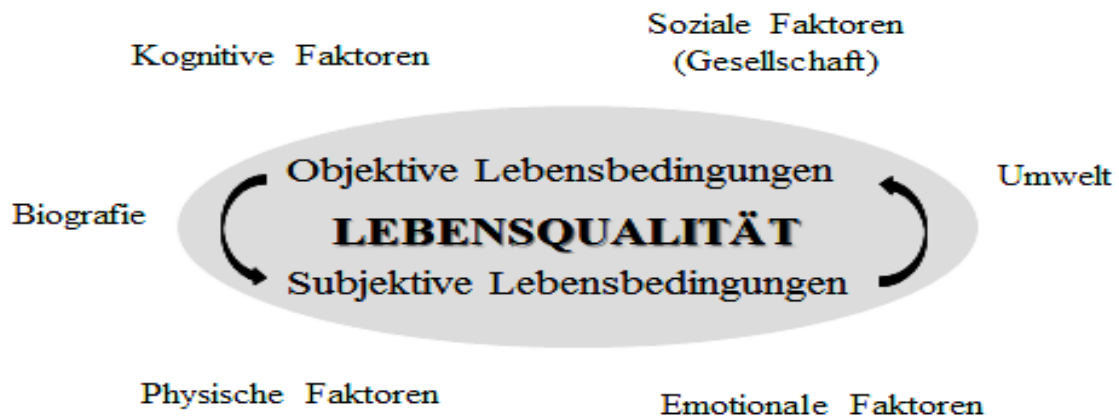 Soziale Faktoren
(Gesellschaft)
Kognitive Faktoren
Objektive Lebensbedingungen
Umwelt
Biografie
LEBENSQUALITÄT
Subjektive Lebensbedingungen
Physische Faktoren
Emotionale Faktoren